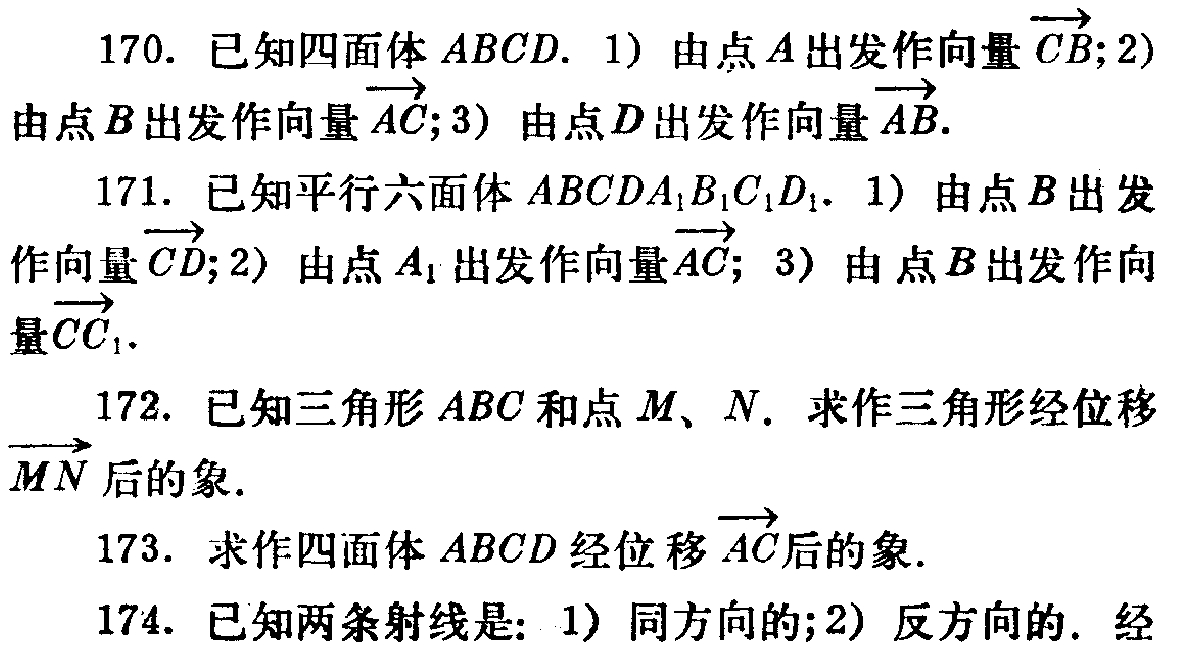 170. 已知四面体 ABCD. 1) 由点 A 出发作向量 $\overrightarrow{CB}$; 2)
由点 B 出发作向量 $\overrightarrow{AC}$; 3) 由点 D 出发作向量 $\overrightarrow{AB}$.
171. 已知平行六面体 ABCDA₁B₁C₁D₁. 1) 由点 B 出发
作向量 $\overrightarrow{CD}$; 2) 由点 A₁ 出发作向量 $\overrightarrow{AC}$; 3) 由点 B 出发作向
量 $\overrightarrow{CC_1}$.
172. 已知三角形 ABC 和点 M、N. 求作三角形经位移
$\overrightarrow{MN}$ 后的象.
173. 求作四面体 ABCD 经位移 $\overrightarrow{AC}$ 后的象.
174. 已知两条射线是: 1) 同方向的; 2) 反方向的. 经